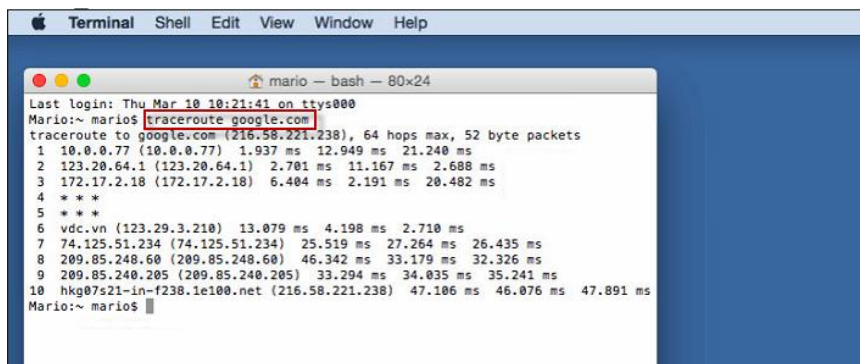 Terminal Shell Edit View Window Help
mario — bash — 80×24
Last login: Thu Mar 10 10:21:41 on ttys000
Mario:~ mario$ traceroute google.com
traceroute to google.com (216.58.221.238), 64 hops max, 52 byte packets
1 10.0.0.77 (10.0.0.77) 1.937 ms 12.949 ms 21.240 ms
2 123.20.64.1 (123.20.64.1) 2.701 ms 11.167 ms 2.688 ms
3 172.17.2.18 (172.17.2.18) 6.404 ms 2.191 ms 20.482 ms
4 * * *
5 * * *
6 vdc.vn (123.29.3.210) 13.079 ms 4.198 ms 2.710 ms
7 74.125.51.234 (74.125.51.234) 25.519 ms 27.264 ms 26.435 ms
8 209.85.248.60 (209.85.248.60) 46.342 ms 33.179 ms 32.326 ms
9 209.85.240.205 (209.85.240.205) 33.294 ms 34.035 ms 35.241 ms
10 hkg07s21-in-f238.1e100.net (216.58.221.238) 47.106 ms 46.076 ms 47.891 ms
Mario:~ mario$